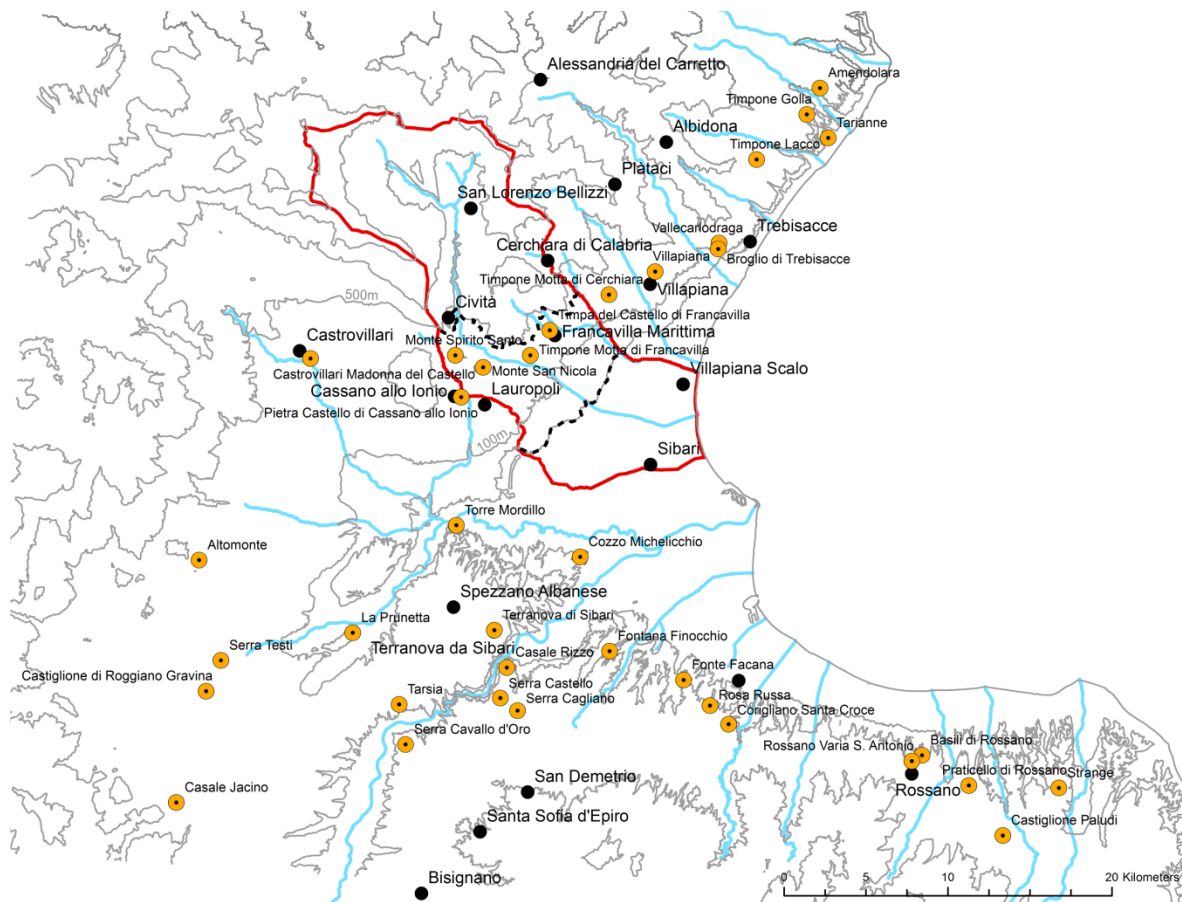 Alessandria del Carretto
Amendolara
Timpone Golla
Tarianne
Albidona
Timpone Lacco
Plataci
San Lorenzo Bellizzi
Vallecarlodraga
Trebisacce
Cerchiara di Calabria
Villapiana
Broglio di Trebisacce
Timpone Motta di Cerchiara
Villapiana
500m
Cività
Timpa del Castello di Francavilla
Castrovillari
Francavilla Marittima
Monte Spirito Santo
Timpone Motta di Francavilla
Castrovillari Madonna del Castello
Monte San Nicola
Villapiana Scalo
Cassano allo Ionio
Lauropoli
Pietra Castello di Cassano allo Ionio
100m
Sibari
Torre Mordillo
Altomonte
Cozzo Michelicchio
Spezzano Albanese
La Prunetta
Terranova di Sibari
Serra Testi
Terranova da Sibari
Fontana Finocchio
Casale Rizzo
Castiglione di Roggiano Gravina
Fonte Facana
Serra Castello
Tarsia
Serra Cagliano
Rosa Russa
Corigliano Santa Croce
Serra Cavallo d'Oro
Rossano Varia S. Antonio
Basili di Rossano
Praticello di Rossano
Strange
San Demetrio
Rossano
Casale Jacino
Castiglione Paludi
Santa Sofia d'Epiro
Bisignano
0 5 10 20 Kilometers